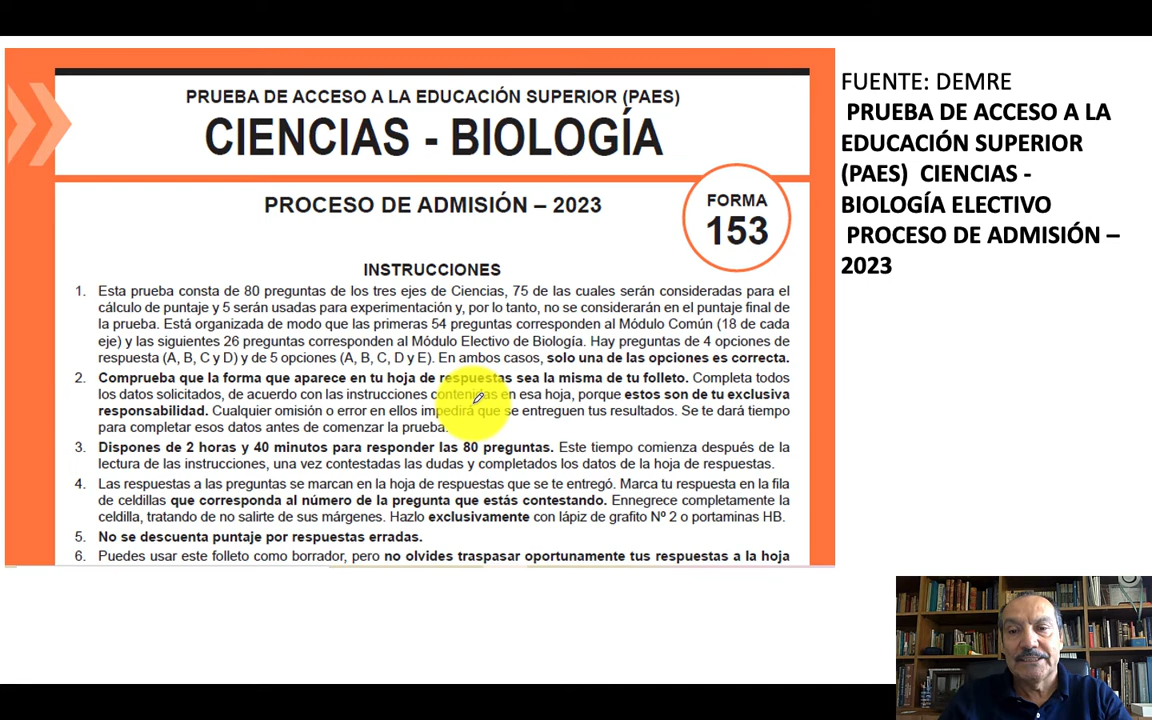 PRUEBA DE ACCESO A LA EDUCACIÓN SUPERIOR (PAES)
CIENCIAS - BIOLOGÍA
PROCESO DE ADMISIÓN – 2023
FORMA
153
INSTRUCCIONES
1. Esta prueba consta de 80 preguntas de los tres ejes de Ciencias, 75 de las cuales serán consideradas para el
cálculo de puntaje y 5 serán usadas para experimentación y, por lo tanto, no se considerarán en el puntaje final de
la prueba. Está organizada de modo que las primeras 54 preguntas corresponden al Módulo Común (18 de cada
eje) y las siguientes 26 preguntas corresponden al Módulo Electivo de Biología. Hay preguntas de 4 opciones de
respuesta (A, B, C y D) y de 5 opciones (A, B, C, D y E). En ambos casos, solo una de las opciones es correcta.
2. Comprueba que la forma que aparece en tu hoja de respuestas sea la misma de tu folleto. Completa todos
los datos solicitados, de acuerdo con las instrucciones contenidas en esa hoja, porque estos son de tu exclusiva
responsabilidad. Cualquier omisión o error en ellos impedirá que se entreguen tus resultados. Se te dará tiempo
para completar esos datos antes de comenzar la prueba.
3. Dispones de 2 horas y 40 minutos para responder las 80 preguntas. Este tiempo comienza después de la
lectura de las instrucciones, una vez contestadas las dudas y completados los datos de la hoja de respuestas.
4. Las respuestas a las preguntas se marcan en la hoja de respuestas que se te entregó. Marca tu respuesta en la fila
de celdillas que corresponda al número de la pregunta que estás contestando. Ennegrece completamente la
celdilla, tratando de no salirte de sus márgenes. Hazlo exclusivamente con lápiz de grafito Nº 2 o portaminas HB.
5. No se descuenta puntaje por respuestas erradas.
6. Puedes usar este folleto como borrador, pero no olvides traspasar oportunamente tus respuestas a la hoja
FUENTE: DEMRE
PRUEBA DE ACCESO A LA
EDUCACIÓN SUPERIOR
(PAES) CIENCIAS -
BIOLOGÍA ELECTIVO
PROCESO DE ADMISIÓN –
2023